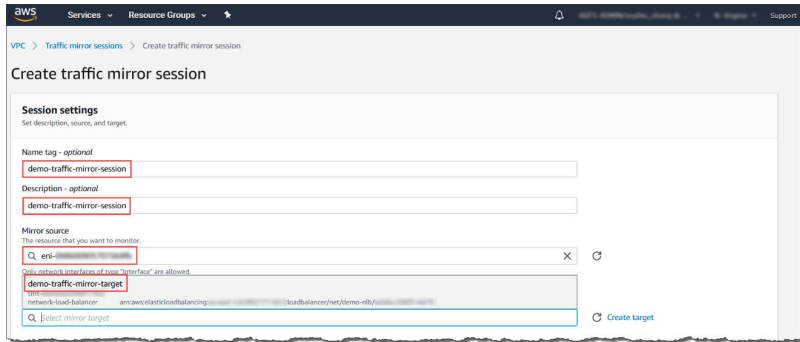 aws Services Resource Groups Support
VPC > Traffic mirror sessions > Create traffic mirror session
Create traffic mirror session
Session settings
Set description, source, and target.
Name tag - optional
demo-traffic-mirror-session
Description - optional
demo-traffic-mirror-session
Mirror source
The resource that you want to monitor.
eni-
Only network interfaces of type "interface" are allowed.
demo-traffic-mirror-target
network-load-balancer arn:aws:elasticloadbalancing: :loadbalancer/net/demo-nlb/
Select mirror target Create target